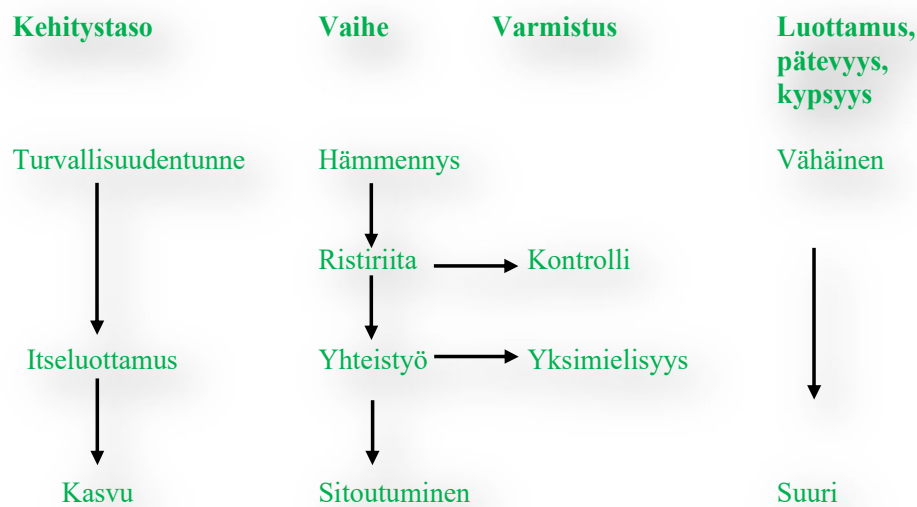 Kehitystaso Vaihe Varmistus Luottamus,
pätevyys,
kypsyys
Turvallisuudentunne Hämmennys Vähäinen
Ristiriita Kontrolli
Itseluottamus Yhteistyö Yksimielisyys
Kasvu Sitoutuminen Suuri